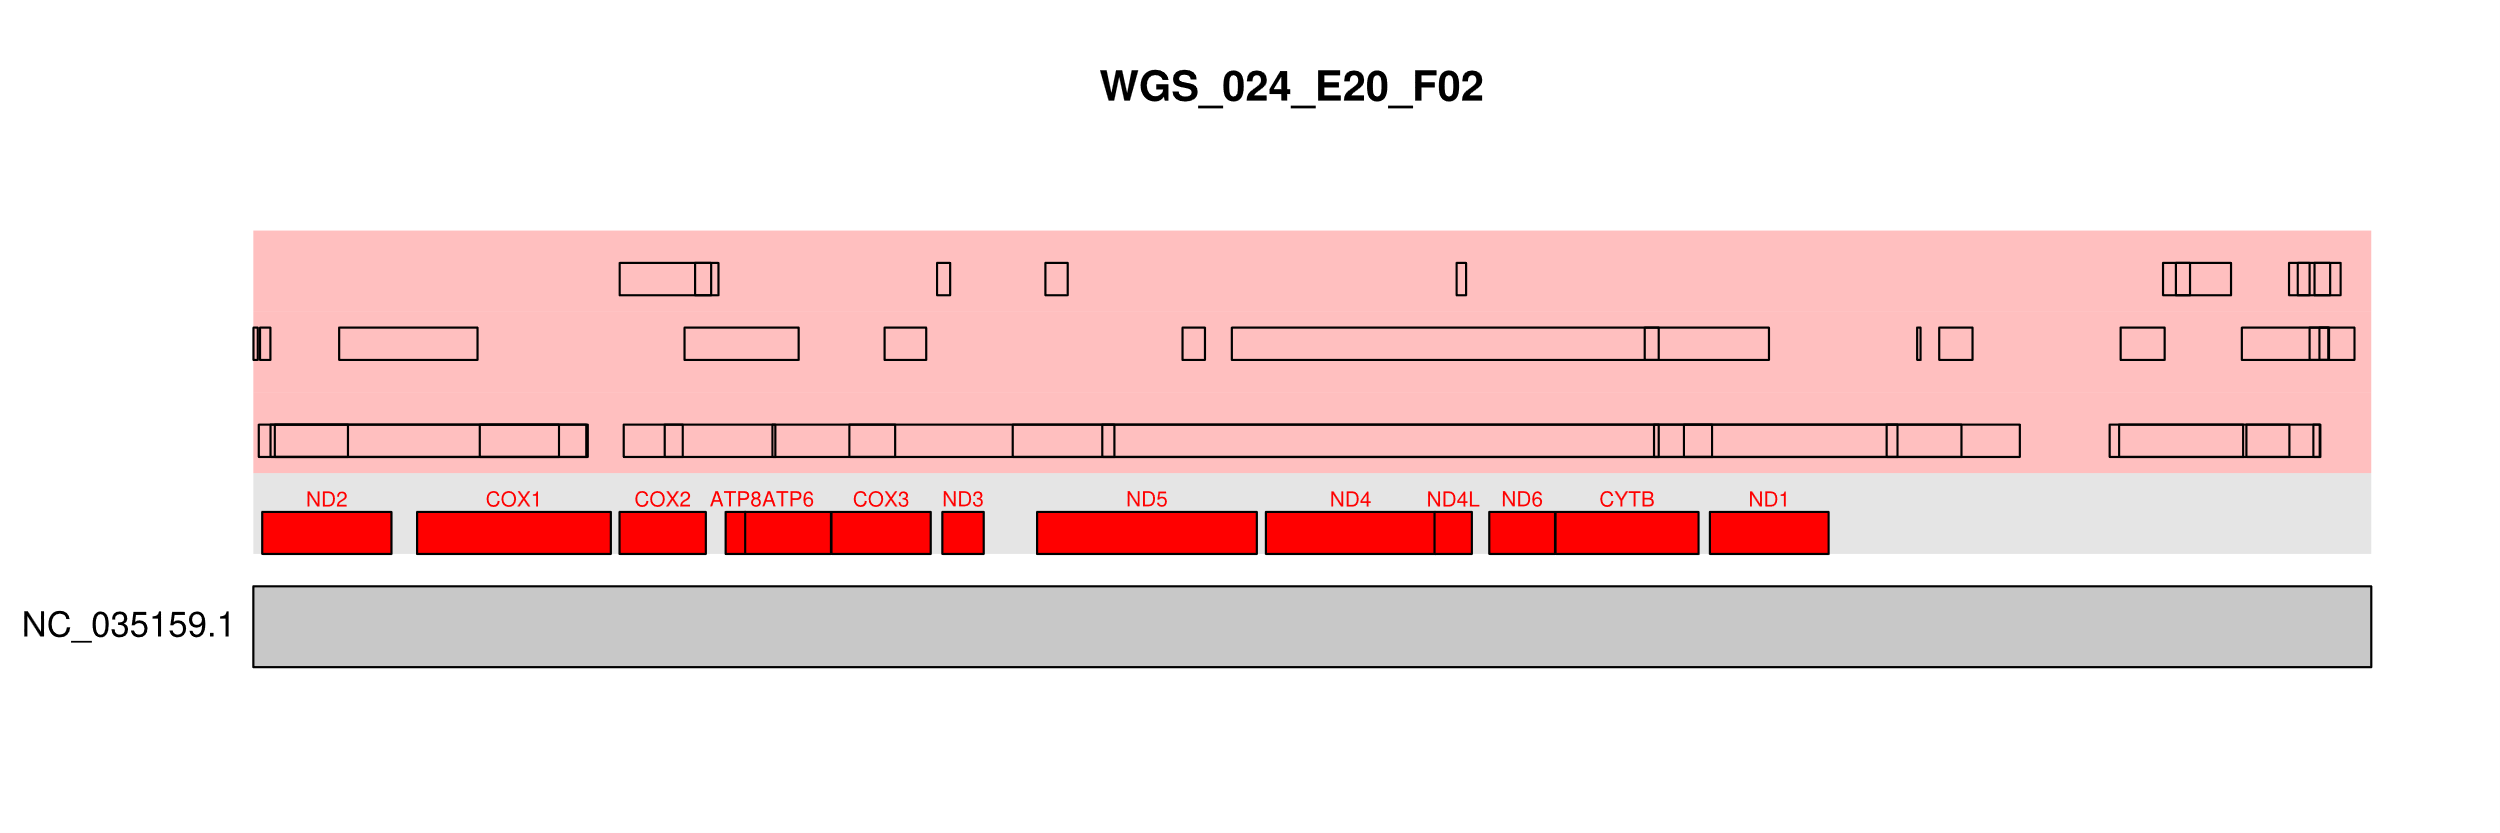 WGS_024_E20_F02
ND2 COX1 COX2 ATP8ATP6 COX3 ND3 ND5 ND4 ND4L ND6 CYTB ND1
NC_035159.1